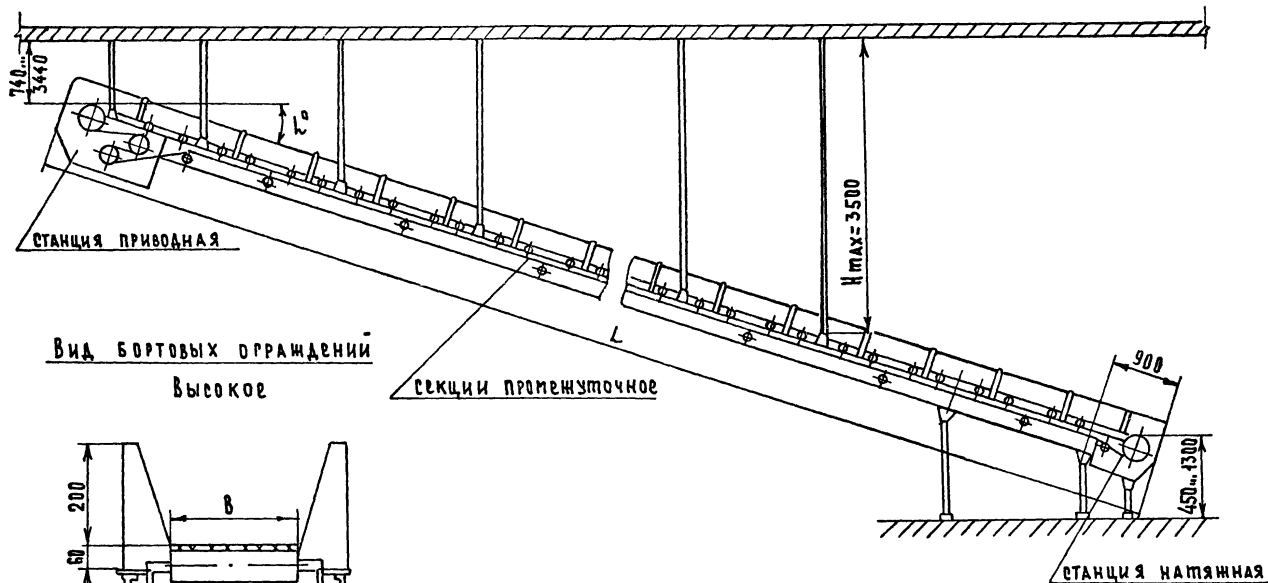 740...
3440
L°
Hmax=3500
СТАНЦИЯ ПРИВОДНАЯ
L
ВИД БОРТОВЫХ ОГРАЖДЕНИЙ
ВЫСОКОЕ
СЕКЦИИ ПРОМЕЖУТОЧНОЕ
900
200
60
В
450...1300
СТАНЦИЯ НАТЯЖНАЯ